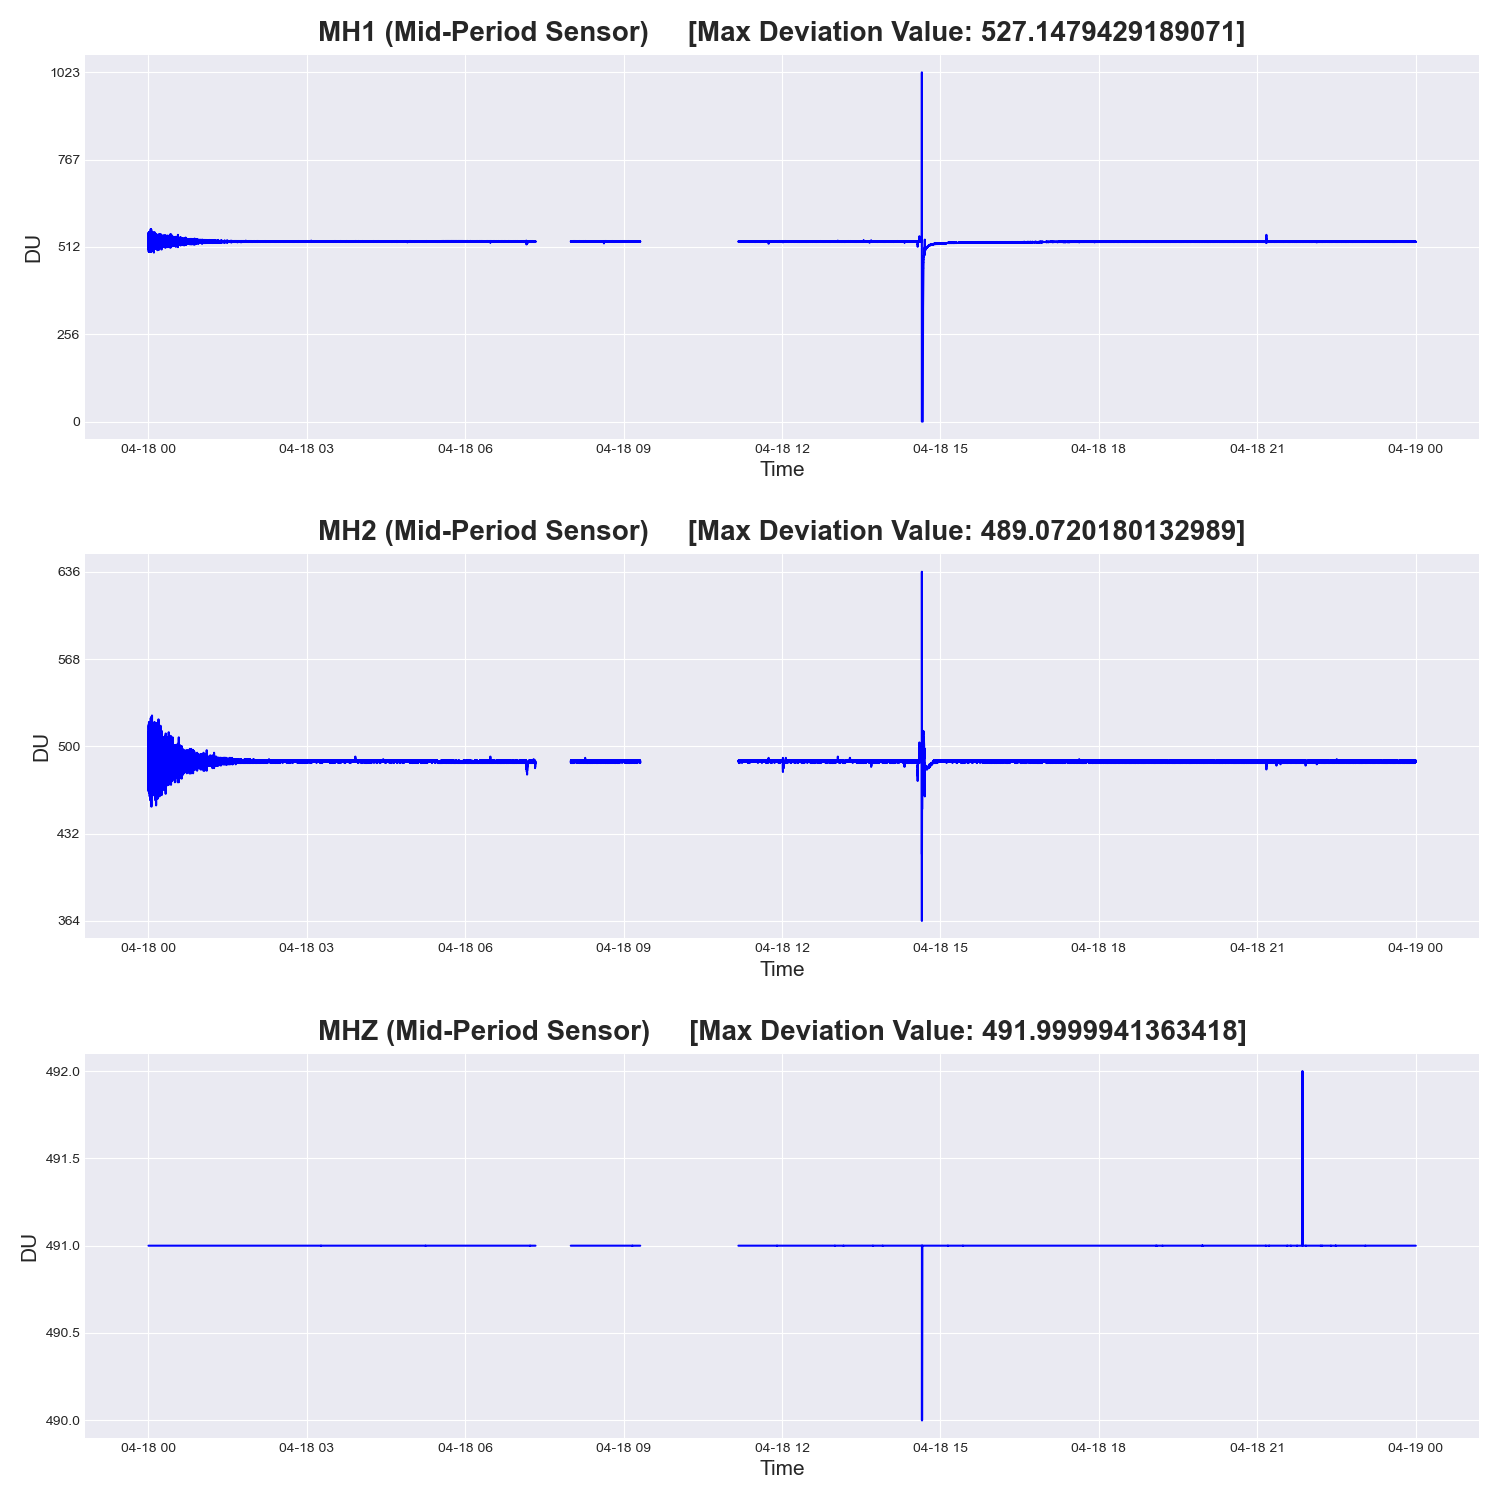 MH1 (Mid-Period Sensor) [Max Deviation Value: 527.1479429189071]
1023
767
512
256
0
DU
04-18 00 04-18 03 04-18 06 04-18 09 04-18 12 04-18 15 04-18 18 04-18 21 04-19 00
Time
MH2 (Mid-Period Sensor) [Max Deviation Value: 489.0720180132989]
636
568
500
432
364
DU
04-18 00 04-18 03 04-18 06 04-18 09 04-18 12 04-18 15 04-18 18 04-18 21 04-19 00
Time
MHZ (Mid-Period Sensor) [Max Deviation Value: 491.9999941363418]
492.0
491.5
491.0
490.5
490.0
DU
04-18 00 04-18 03 04-18 06 04-18 09 04-18 12 04-18 15 04-18 18 04-18 21 04-19 00
Time